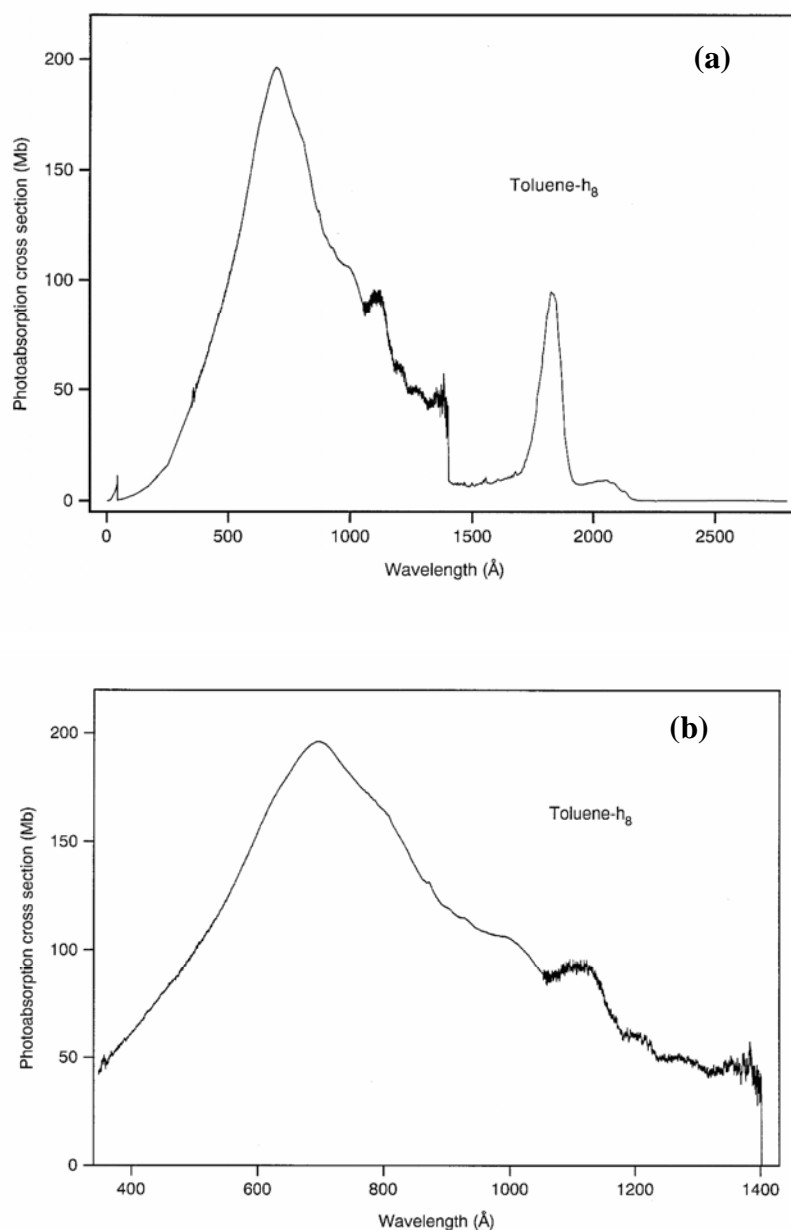 (a)
200
150
100
50
0
Photoabsorption cross section (Mb)
Toluene-h₈
0 500 1000 1500 2000 2500
Wavelength (Å)
(b)
200
150
100
50
0
Photoabsorption cross section (Mb)
Toluene-h₈
400 600 800 1000 1200 1400
Wavelength (Å)